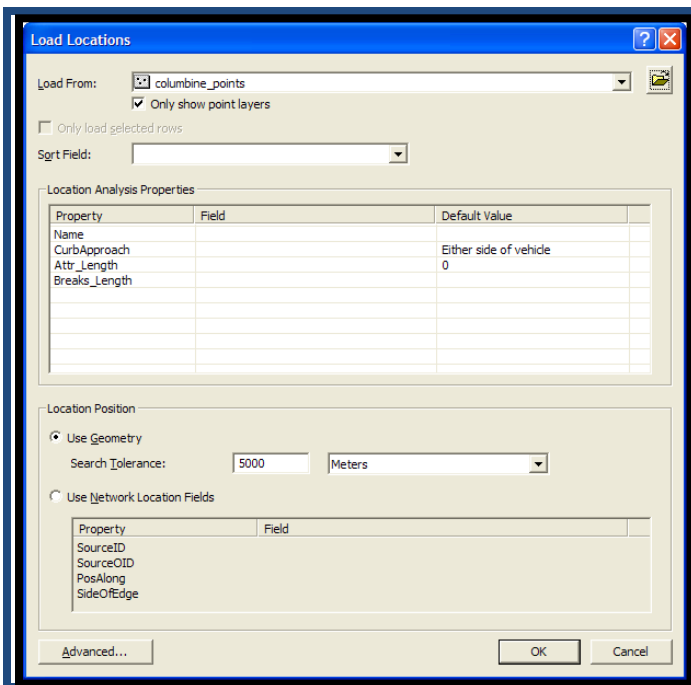 Load Locations
Load From: columbine_points
Only show point layers
Only load selected rows
Sort Field:
Location Analysis Properties
Property Field Default Value
Name
CurbApproach Either side of vehicle
Attr_Length 0
Breaks_Length
Location Position
Use Geometry
Search Tolerance: 5000 Meters
Use Network Location Fields
Property Field
SourceID
SourceOID
PosAlong
SideOfEdge
Advanced... OK Cancel